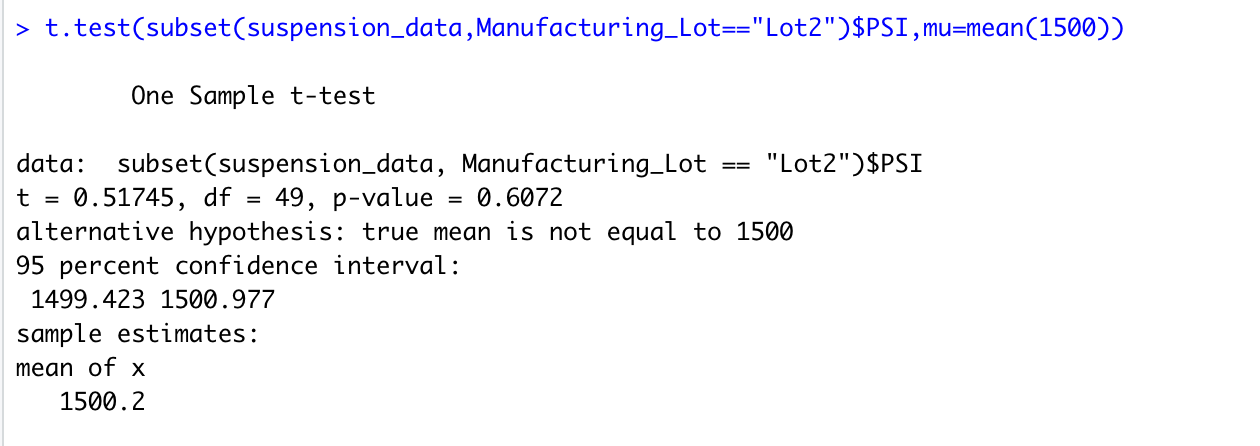 > t.test(subset(suspension_data,Manufacturing_Lot=="Lot2")$PSI,mu=mean(1500))
One Sample t-test
data:  subset(suspension_data, Manufacturing_Lot == "Lot2")$PSI
t = 0.51745, df = 49, p-value = 0.6072
alternative hypothesis: true mean is not equal to 1500
95 percent confidence interval:
1499.423 1500.977
sample estimates:
mean of x
1500.2